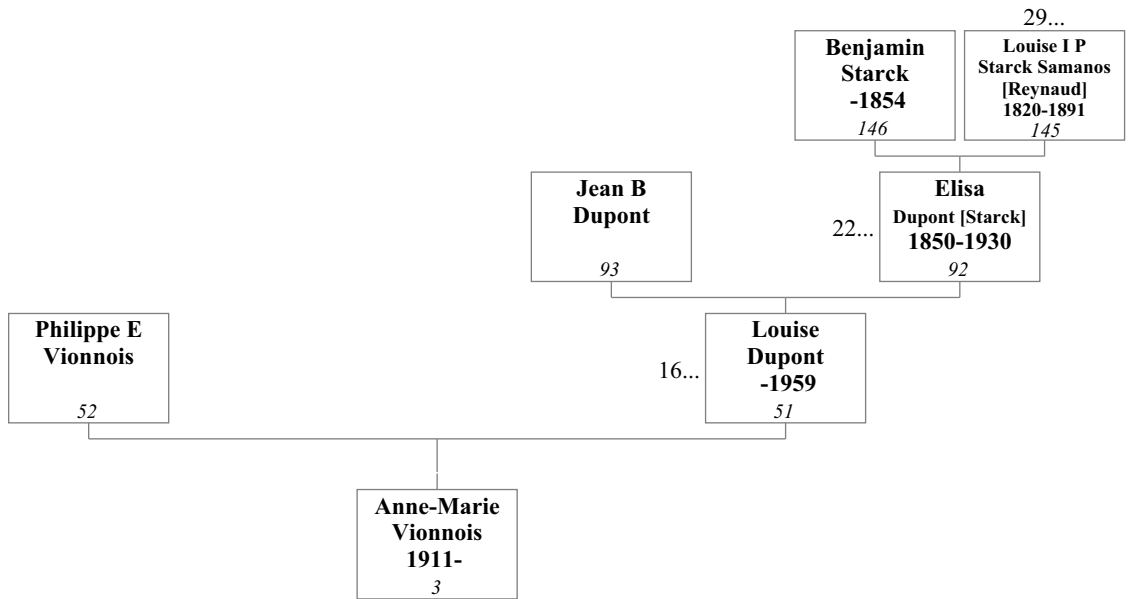 29...
Benjamin
Starck
-1854
146
Louise I P
Starck Samanos
[Reynaud]
1820-1891
145
Jean B
Dupont
93
22...
Elisa
Dupont [Starck]
1850-1930
92
Philippe E
Vionnois
52
16...
Louise
Dupont
-1959
51
Anne-Marie
Vionnois
1911-
3